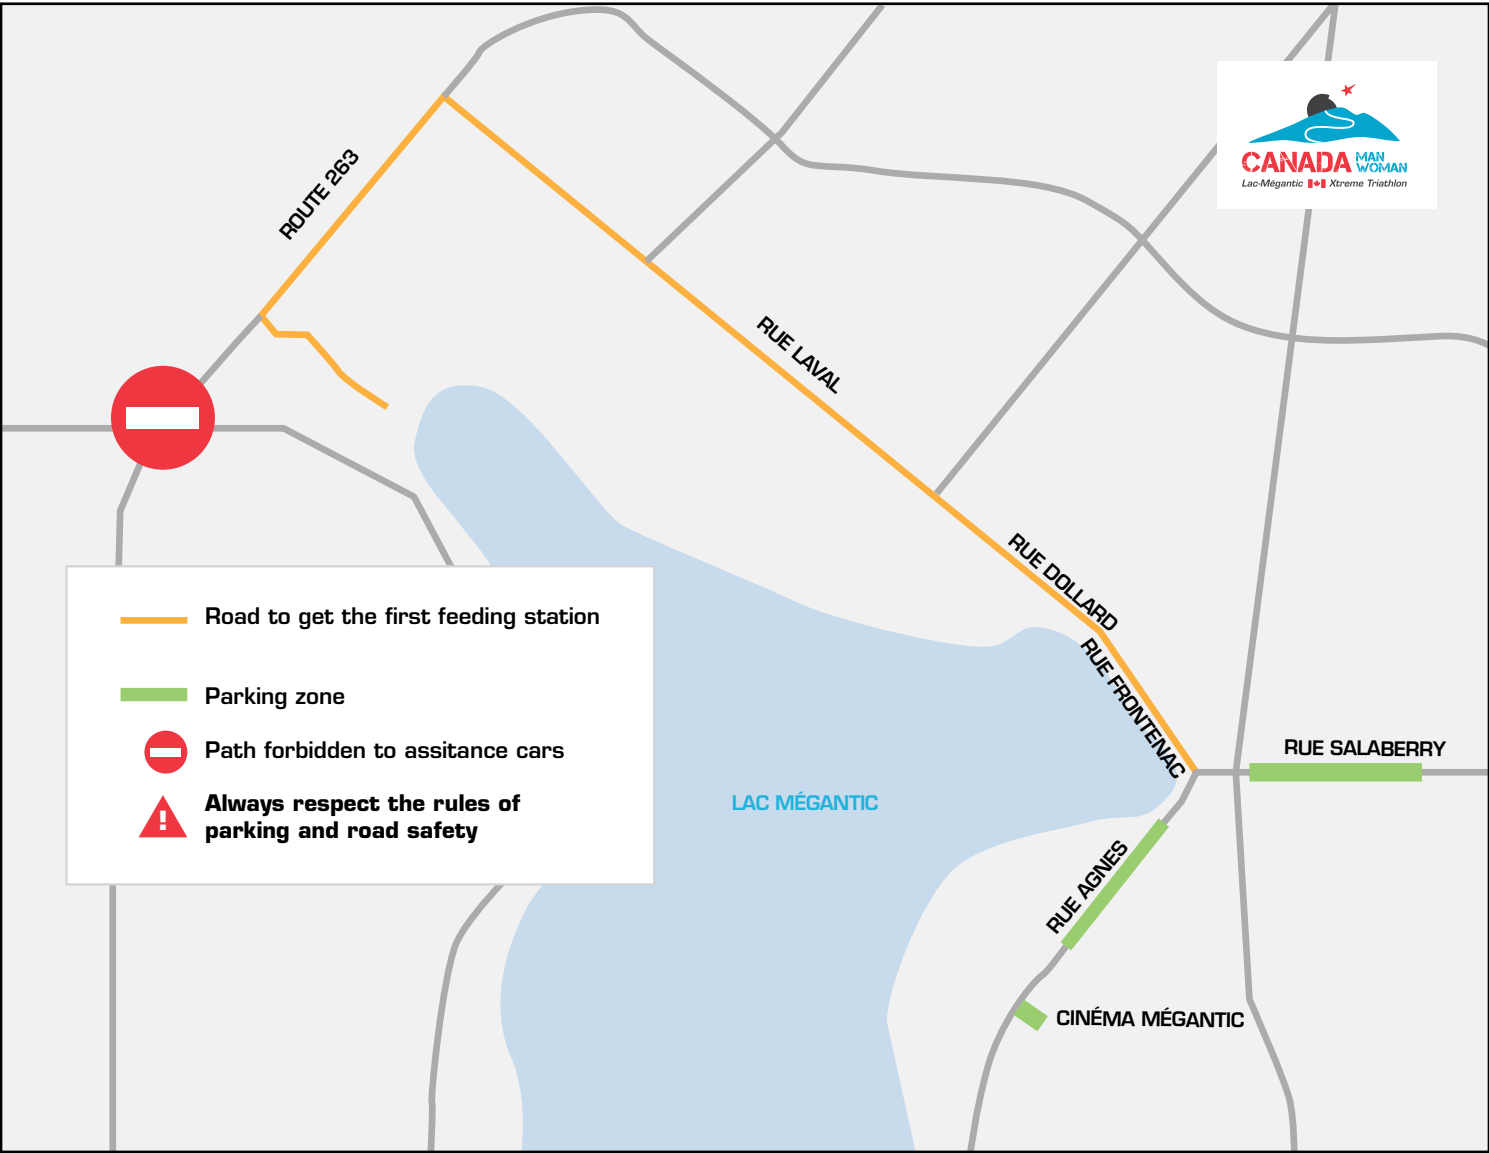 CANADA MAN
WOMAN
Lac-Mégantic Xtreme Triathlon
ROUTE 263
RUE LAVAL
RUE DOLLARD
RUE FRONTENAC
RUE SALABERRY
LAC MÉGANTIC
RUE AGNES
CINÉMA MÉGANTIC
Road to get the first feeding station
Parking zone
Path forbidden to assitance cars
!
Always respect the rules of
parking and road safety